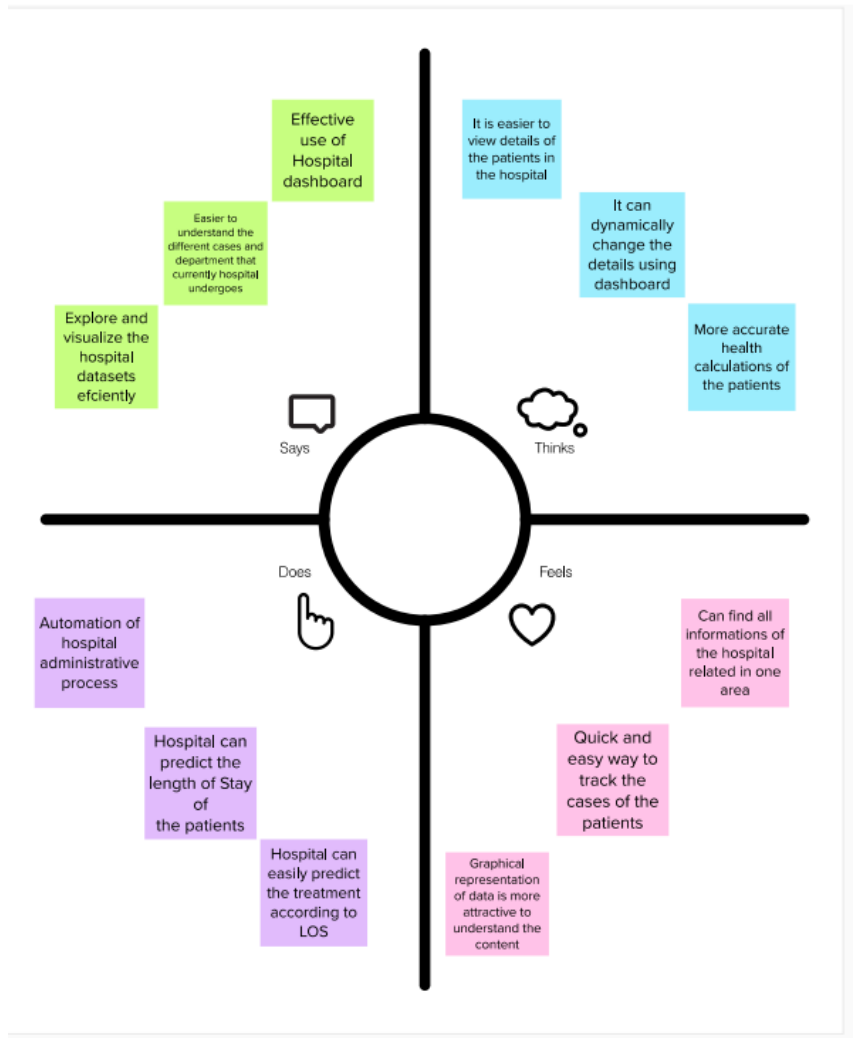 Effective
use of
Hospital
dashboard
Easier to
understand the
different cases and
department that
currently hospital
undergoes
Explore and
visualize the
hospital
datasets
efciently
Says
It is easier to
view details of
the patients in
the hospital
It can
dynamically
change the
details using
dashboard
More accurate
health
calculations of
the patients
Thinks
Does
Automation of
hospital
administrative
process
Hospital can
predict the
length of Stay
of
the patients
Hospital can
easily predict
the treatment
according to
LOS
Feels
Can find all
informations of
the hospital
related in one
area
Quick and
easy way to
track the
cases of the
patients
Graphical
representation
of data is more
attractive to
understand the
content